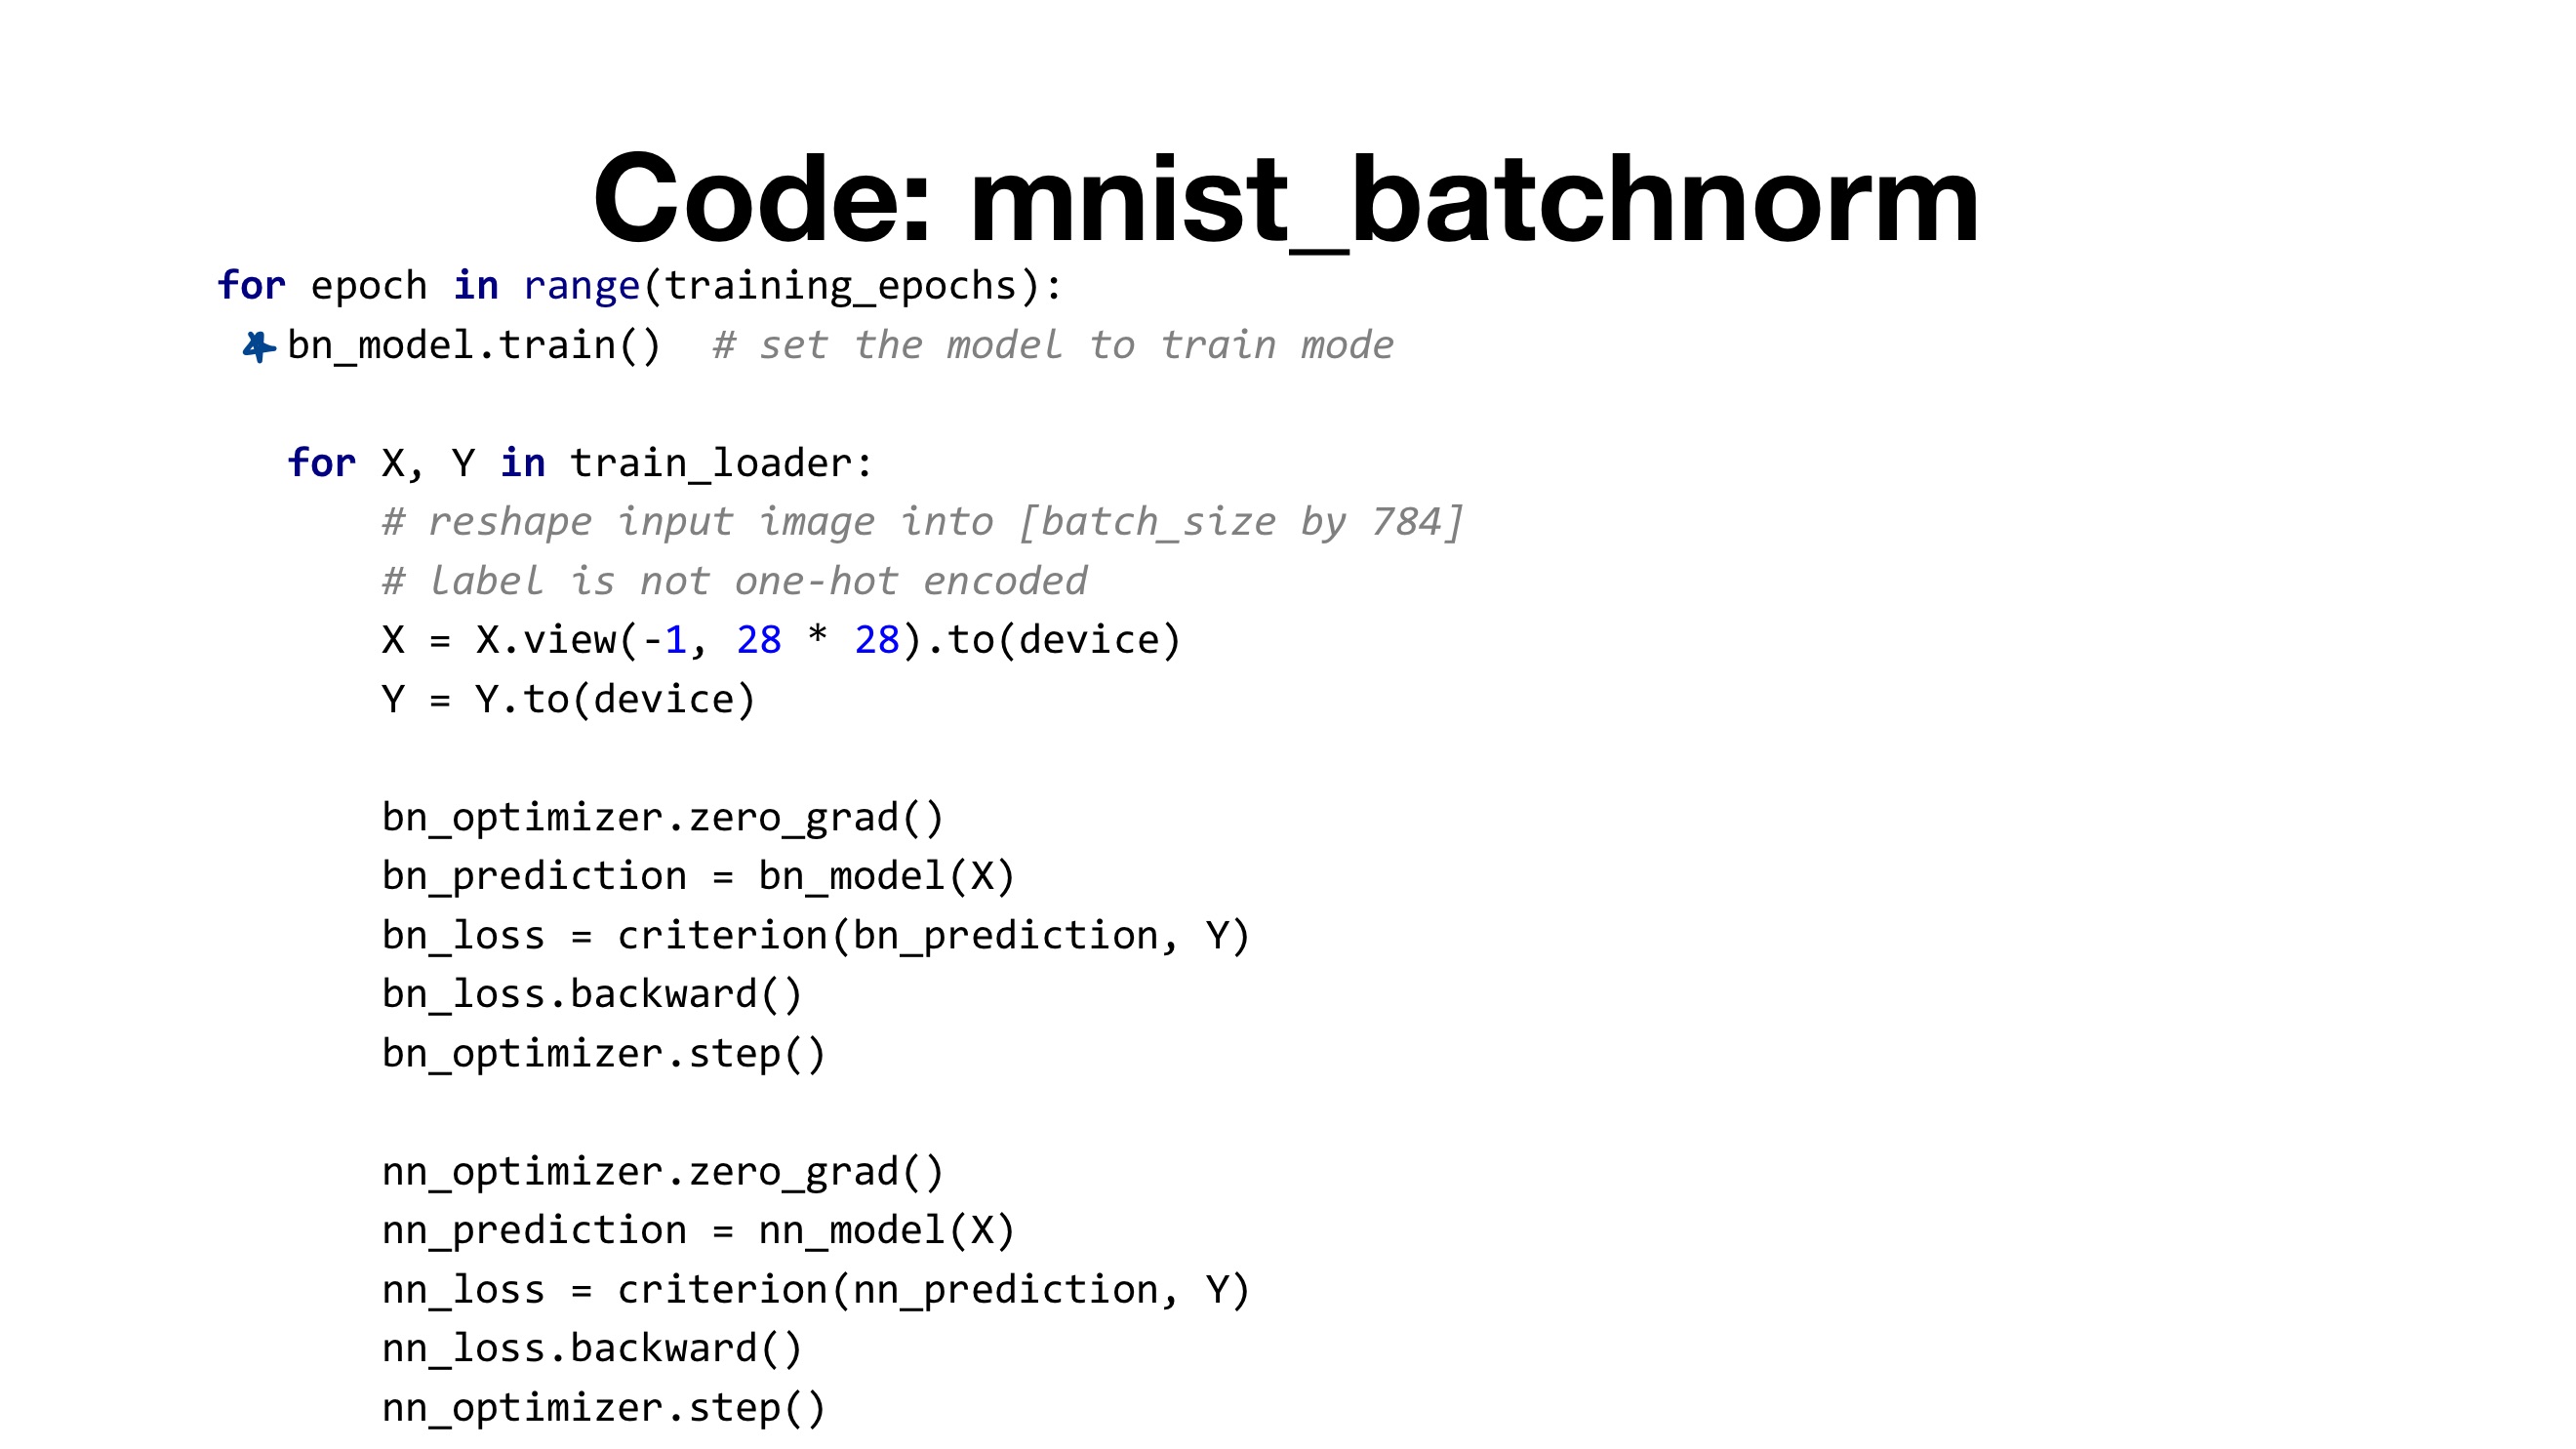 Code: mnist_batchnorm
for epoch in range(training_epochs):
bn_model.train()  # set the model to train mode
for X, Y in train_loader:
# reshape input image into [batch_size by 784]
# label is not one-hot encoded
X = X.view(-1, 28 * 28).to(device)
Y = Y.to(device)
bn_optimizer.zero_grad()
bn_prediction = bn_model(X)
bn_loss = criterion(bn_prediction, Y)
bn_loss.backward()
bn_optimizer.step()
nn_optimizer.zero_grad()
nn_prediction = nn_model(X)
nn_loss = criterion(nn_prediction, Y)
nn_loss.backward()
nn_optimizer.step()